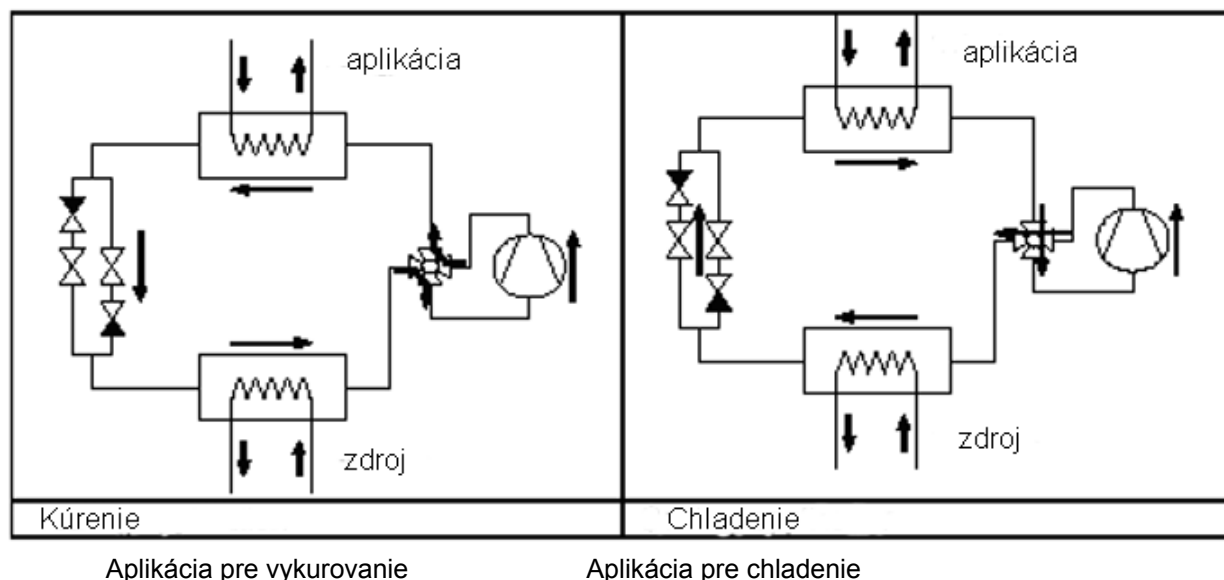 aplikácia
zdroj
Kúrenie
aplikácia
zdroj
Chladenie
Aplikácia pre vykurovanie
Aplikácia pre chladenie